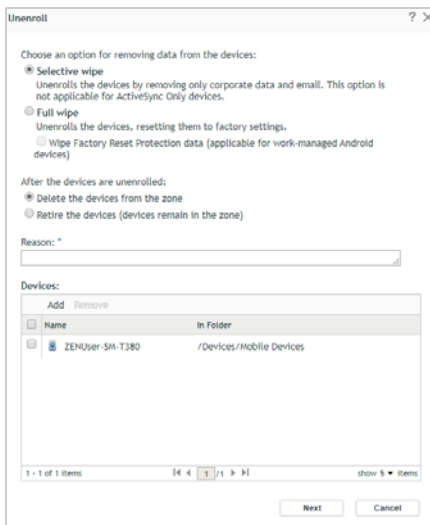 Unenroll ? X
Choose an option for removing data from the devices:
Selective wipe
Unenrolls the devices by removing only corporate data and email. This option is
not applicable for ActiveSync Only devices.
Full wipe
Unenrolls the devices, resetting them to factory settings.
Wipe Factory Reset Protection data (applicable for work-managed Android
devices)
After the devices are unenrolled:
Delete the devices from the zone
Retire the devices (devices remain in the zone)
Reason: *
Devices:
Add Remove
Name In Folder
ZENUser-SM-T380 /Devices/Mobile Devices
1 - 1 of 1 items 1 /1 show 5 items
Next Cancel